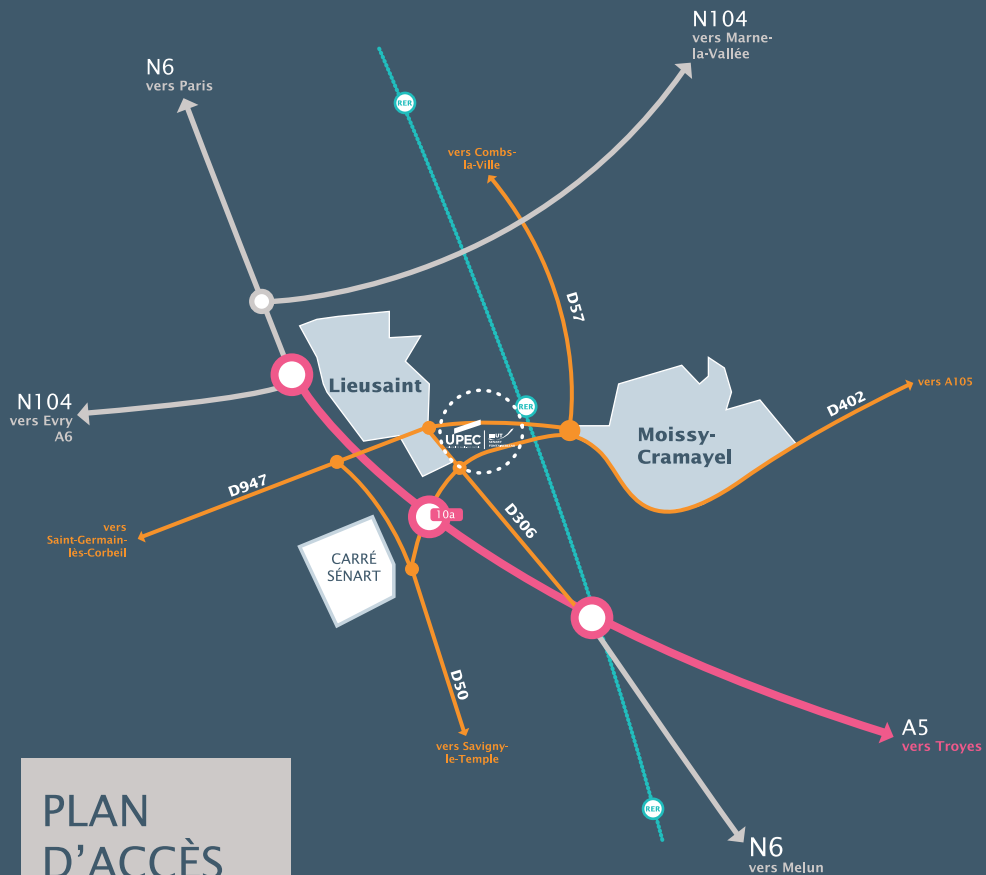 N104
vers Marne-
la-Vallée
N6
vers Paris
RER
vers Combs-
la-Ville
D57
Lieusaint
vers A105
D402
N104
vers Evry
A6
RER
UPEC
IUT
Moissy-
Cramayel
D947
10a
D306
vers
Saint-Germain-
lès-Corbeil
CARRÉ
SÉNART
D50
A5
vers Troyes
vers Savigny-
le-Temple
RER
PLAN
D'ACCÈS
N6
vers Melun